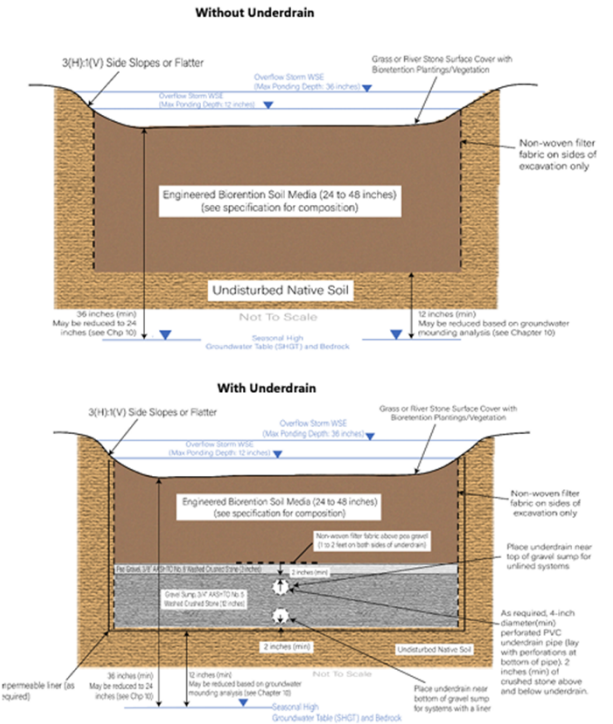 Without Underdrain
3(H):1(V) Side Slopes or Flatter
Grass or River Stone Surface Cover with
Bioretention Plantings/Vegetation
Overflow Storm WSE
(Max Ponding Depth: 36 inches)
Overflow Storm WSE
(Max Ponding Depth: 12 inches)
Non-woven filter
fabric on sides of
excavation only
Engineered Biorention Soil Media (24 to 48 inches)
(see specification for composition)
Undisturbed Native Soil
36 inches (min)
May be reduced to 24
inches (see Chp 10)
Not To Scale
12 inches (min)
May be reduced based on groundwater
mounding analysis (see Chapter 10)
Seasonal High
Groundwater Table (SHGT) and Bedrock
With Underdrain
3(H):1(V) Side Slopes or Flatter
Grass or River Stone Surface Cover with
Bioretention Plantings/Vegetation
Overflow Storm WSE
(Max Ponding Depth: 36 inches)
Overflow Storm WSE
(Max Ponding Depth: 12 inches)
Engineered Biorention Soil Media (24 to 48 inches)
(see specification for composition)
Non-woven filter
fabric on sides of
excavation only
Non-woven filter fabric above pea gravel
(1 to 2 feet on both sides of underdrain)
Place underdrain near
top of gravel sump for
unlined systems
Pea Gravel, 3/8" AASHTO No. 8 Washed Crushed Stone (3 inches)
2 inches (min)
Gravel Sump 3/4" AASHTO No. 5
Washed Crushed Stone (12 inches)
As required, 4-inch
diameter(min)
perforated PVC
underdrain pipe (lay
with perforations at
bottom of pipe). 2
inches (min) of
crushed stone above
and below underdrain.
2 inches (min)
Undisturbed Native Soil
mpermeable liner (as
quired)
36 inches (min)
May be reduced to 24
inches (see Chp 10)
12 inches (min)
May be reduced based on groundwater
mounding analysis (see Chapter 10)
Not To Scale
Place underdrain near
bottom of gravel sump
for systems with a liner
Seasonal High
Groundwater Table (SHGT) and Bedrock